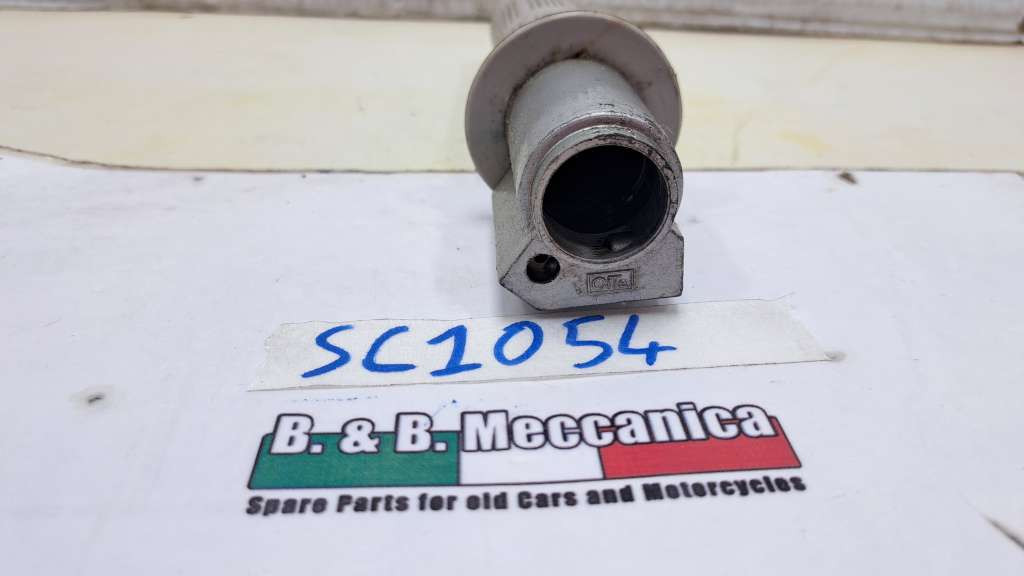 SC1054
B. & B. Meccanica
Spare Parts for old Cars and Motorcycles